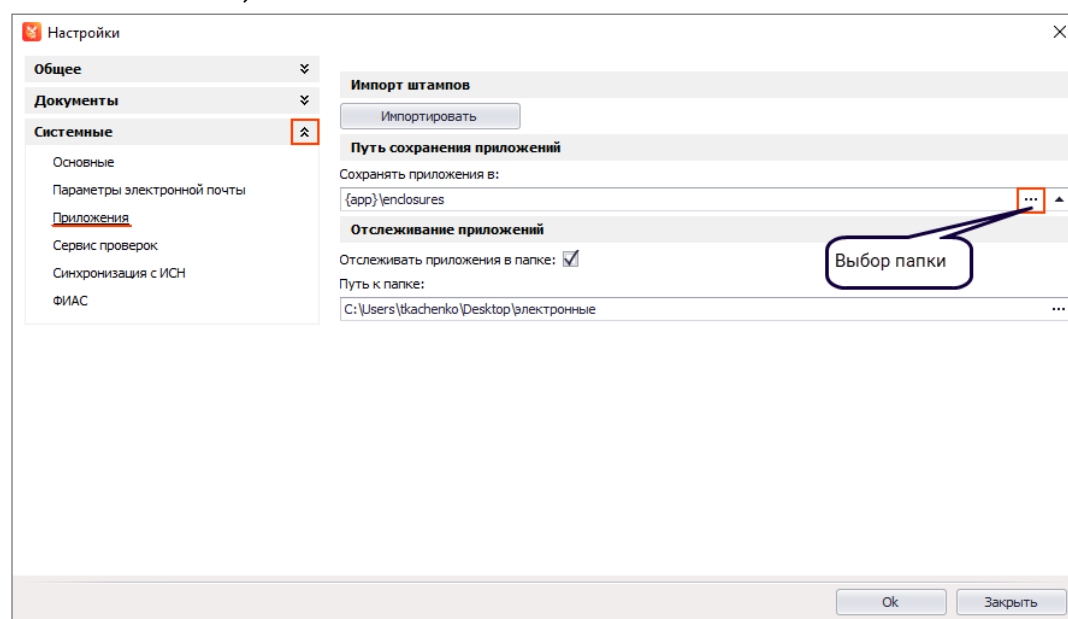 Настройки
Общее
Документы
Системные
Основные
Параметры электронной почты
Приложения
Сервис проверок
Синхронизация с ИСН
ФИАС
Импорт штампов
Импортировать
Путь сохранения приложений
Сохранять приложения в:
{app}\enclosures
...
Отслеживание приложений
Выбор папки
Отслеживать приложения в папке:
Путь к папке:
C:\Users\tkachenko\Desktop\электронные
...
Ok
Закрыть